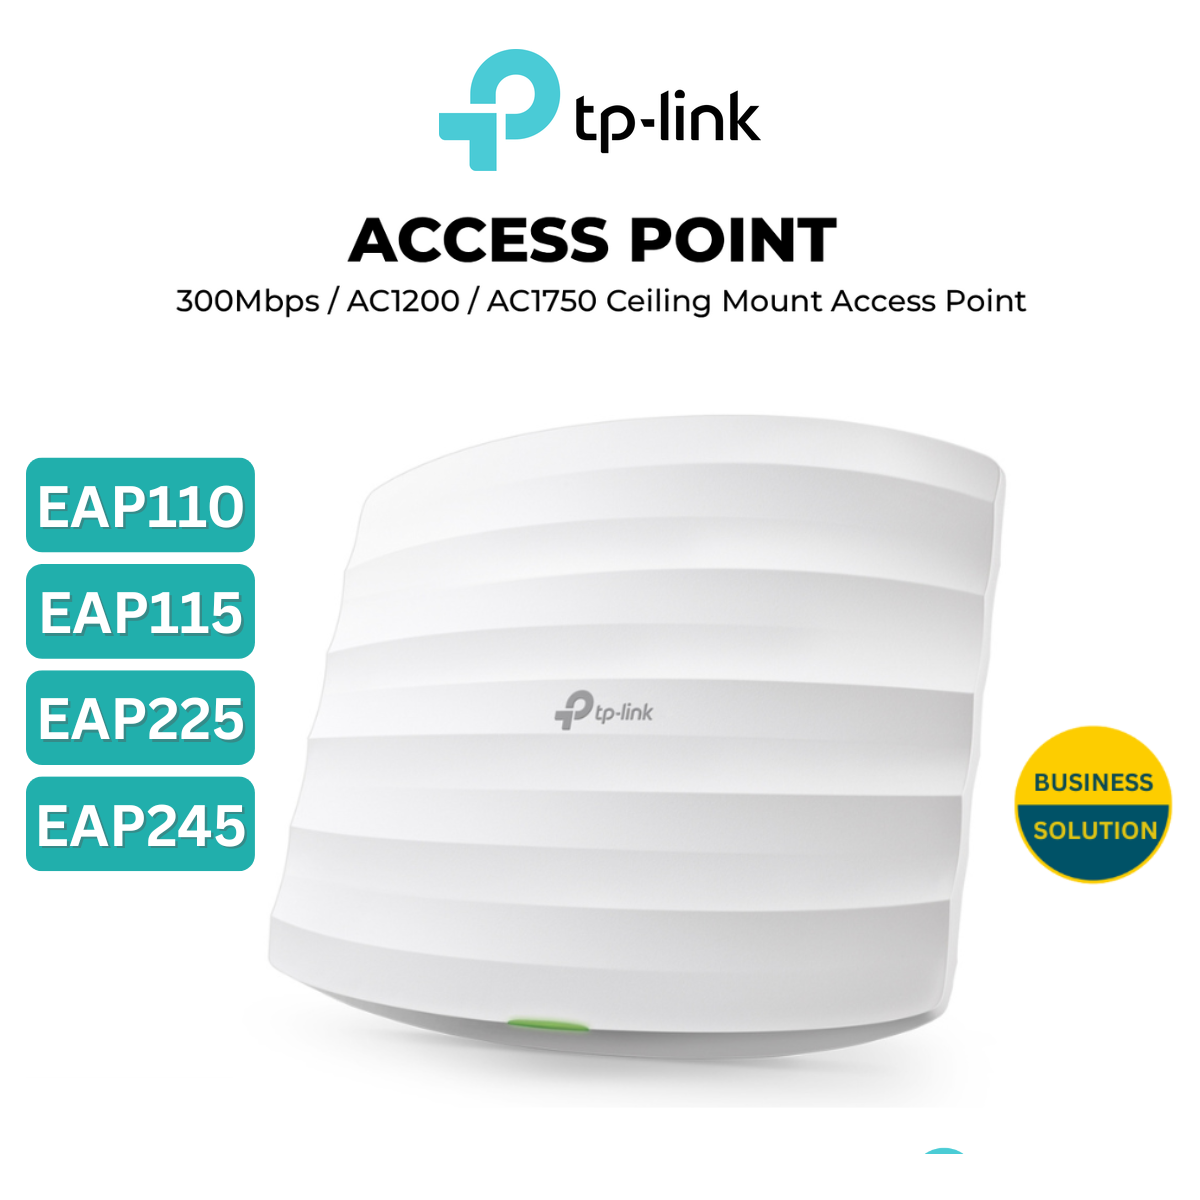 tp-link
ACCESS POINT
300Mbps / AC1200 / AC1750 Ceiling Mount Access Point
EAP110
EAP115
EAP225
EAP245
tp-link
BUSINESS
SOLUTION